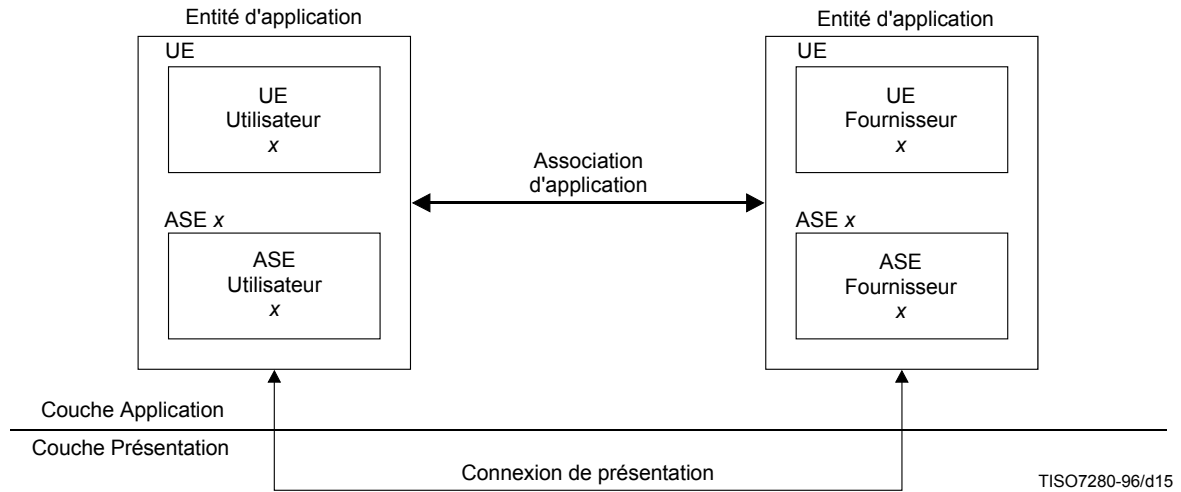 Entité d'application
Entité d'application
UE
UE
UE
Utilisateur
x
UE
Fournisseur
x
Association
d'application
ASE x
ASE x
ASE
Utilisateur
x
ASE
Fournisseur
x
Couche Application
Couche Présentation
Connexion de présentation
TISO7280-96/d15